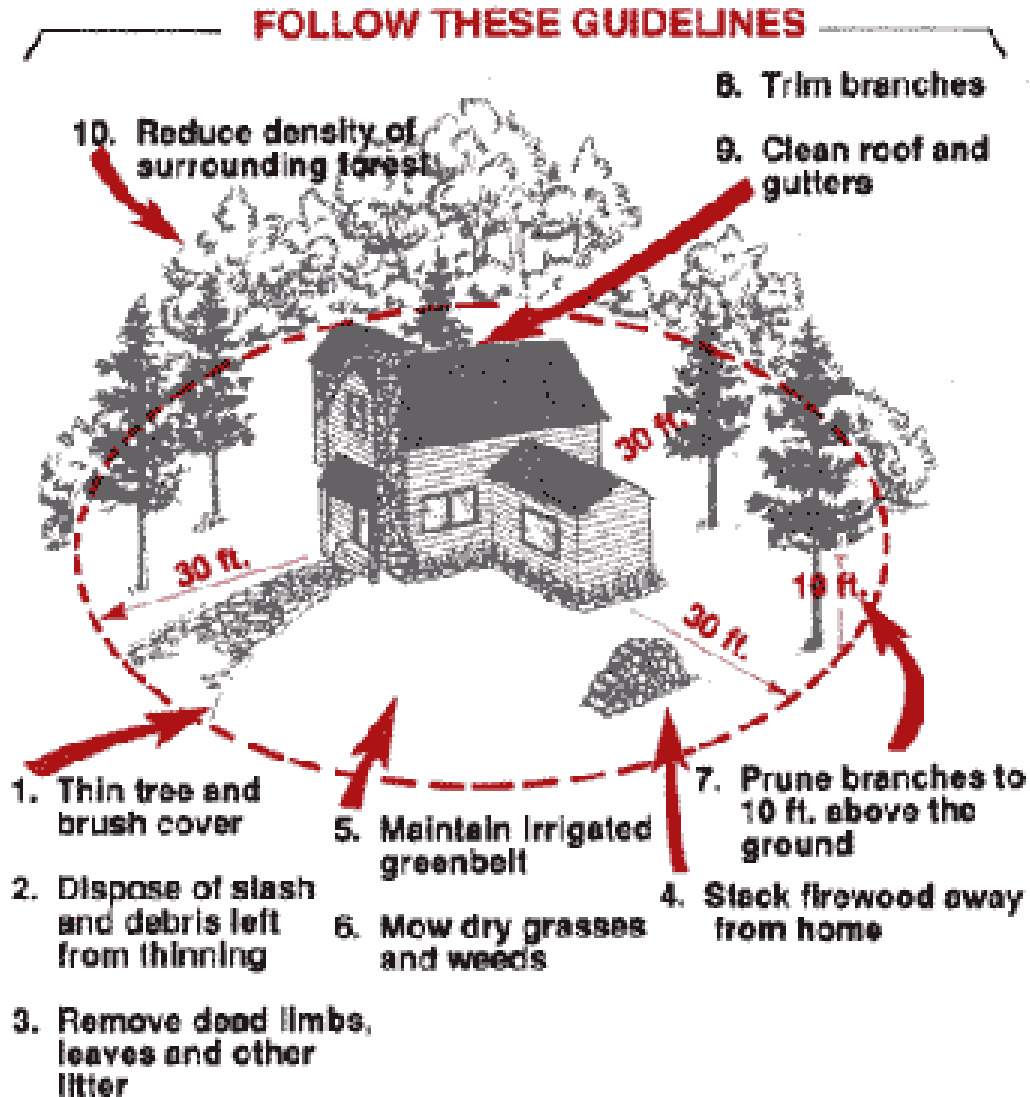 FOLLOW THESE GUIDELINES
8. Trim branches
10. Reduce density of
surrounding forest
9. Clean roof and
gutters
30 ft.
30 ft.
10 ft.
30 ft.
1. Thin tree and
brush cover
2. Dispose of slash
and debris left
from thinning
3. Remove dead limbs,
leaves and other
litter
5. Maintain Irrigated
greenbelt
6. Mow dry grasses
and weeds
7. Prune branches to
10 ft. above the
ground
4. Stack firewood away
from home